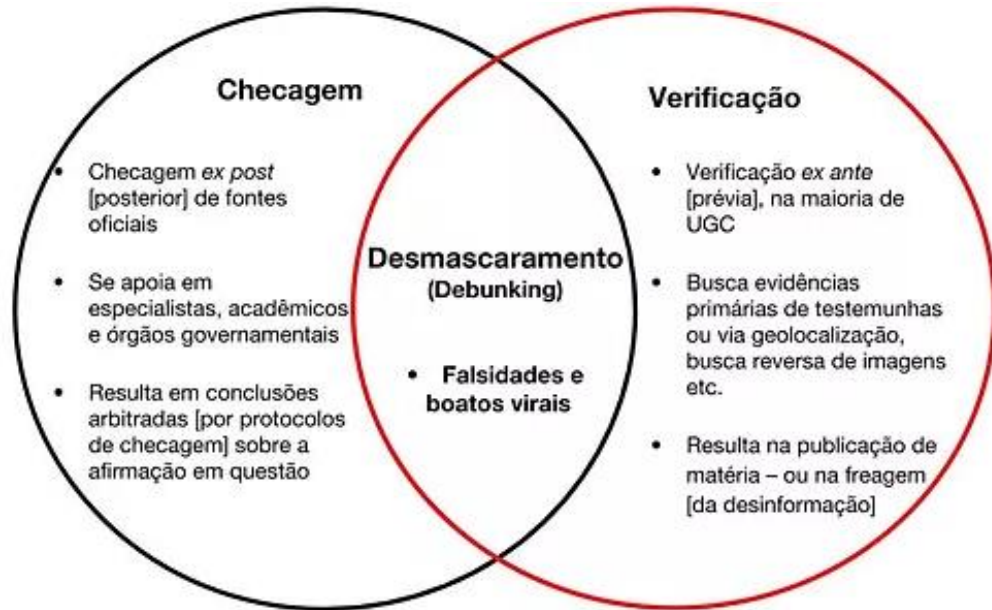 Checagem
• Checagem ex post
[posterior] de fontes
oficiais
• Se apoia em
especialistas, acadêmicos
e órgãos governamentais
• Resulta em conclusões
arbitradas [por protocolos
de checagem] sobre a
afirmação em questão
Desmascaramento
(Debunking)
• Falsidades e
boatos virais
Verificação
• Verificação ex ante
[prévia], na maioria de
UGC
• Busca evidências
primárias de testemunhas
ou via geolocalização,
busca reversa de imagens
etc.
• Resulta na publicação de
matéria – ou na freagem
[da desinformação]